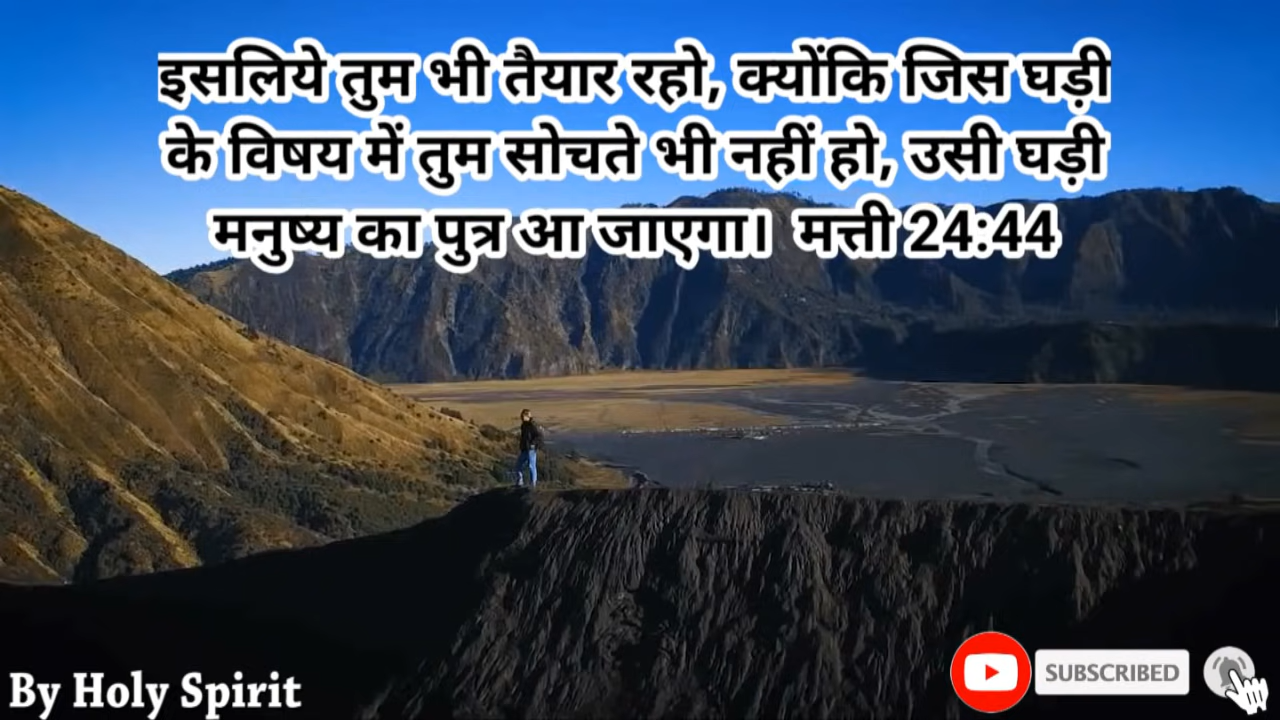 इसलिये तुम भी तैयार रहो, क्योंकि जिस घड़ी
के विषय में तुम सोचते भी नहीं हो, उसी घड़ी
मनुष्य का पुत्र आ जाएगा। मत्ती 24:44
By Holy Spirit
SUBSCRIBED